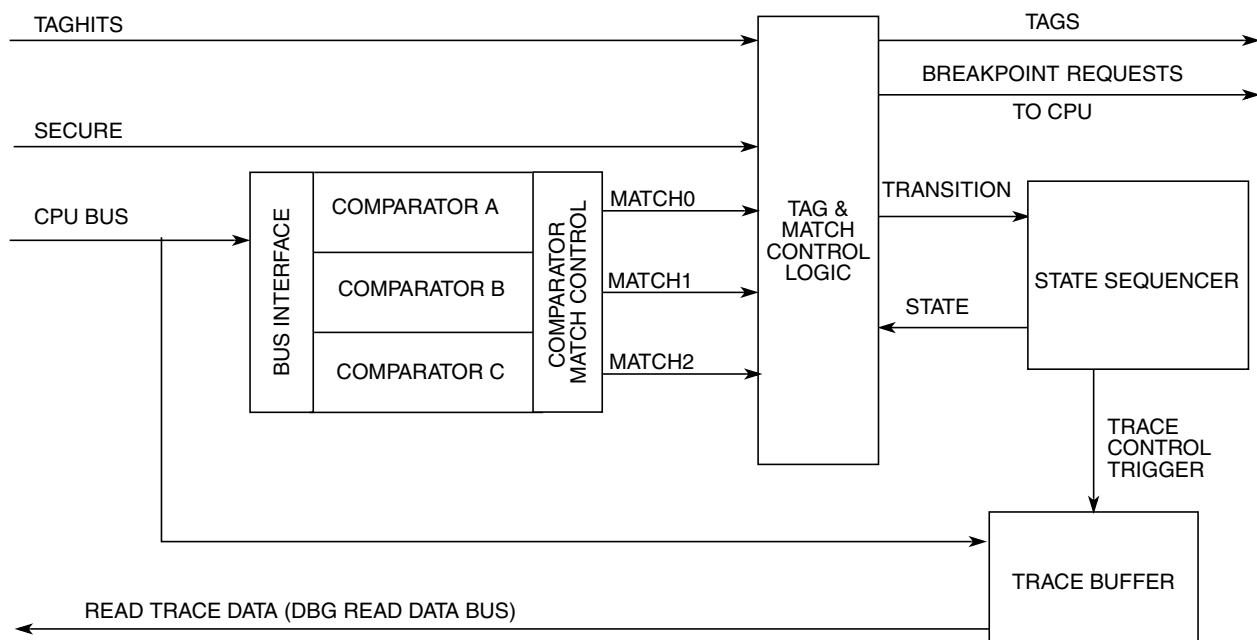 TAGHITS
TAGS
BREAKPOINT REQUESTS
TO CPU
SECURE
CPU BUS
BUS INTERFACE
COMPARATOR A
COMPARATOR B
COMPARATOR C
COMPARATOR
MATCH CONTROL
MATCH0
MATCH1
MATCH2
TAG &
MATCH
CONTROL
LOGIC
TRANSITION
STATE
STATE SEQUENCER
TRACE
CONTROL
TRIGGER
TRACE BUFFER
READ TRACE DATA (DBG READ DATA BUS)